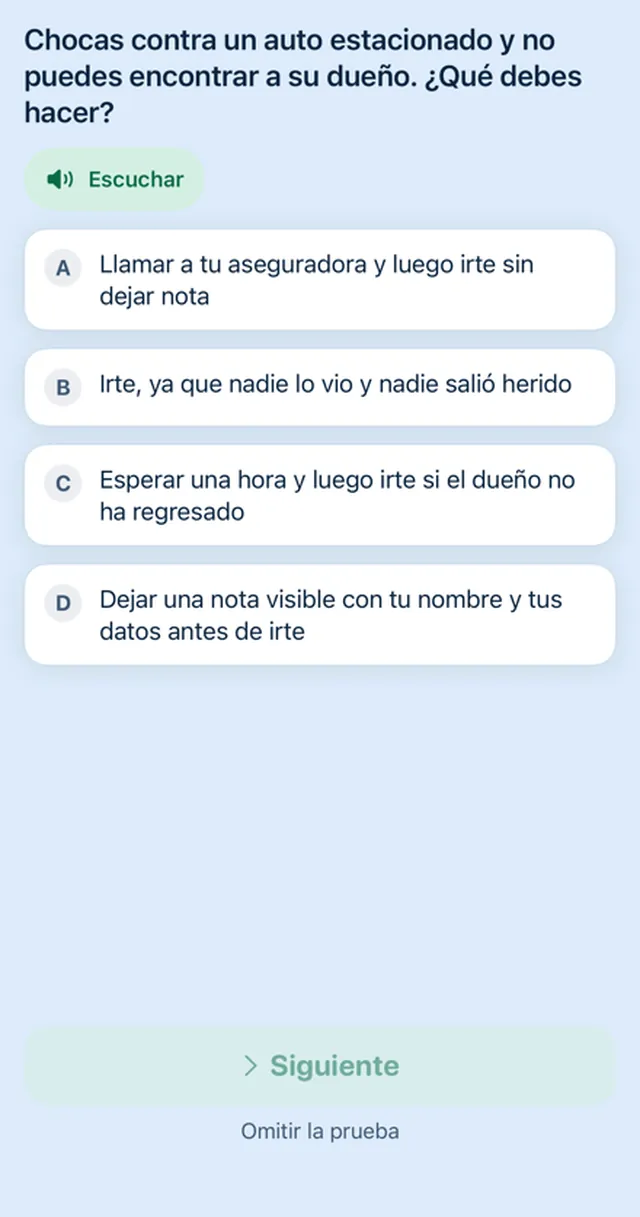 Chocas contra un auto estacionado y no
puedes encontrar a su dueño. ¿Qué debes
hacer?
Escuchar
A
Llamar a tu aseguradora y luego irte sin
dejar nota
B
Irte, ya que nadie lo vio y nadie salió herido
C
Esperar una hora y luego irte si el dueño no
ha regresado
D
Dejar una nota visible con tu nombre y tus
datos antes de irte
Siguiente
Omitir la prueba